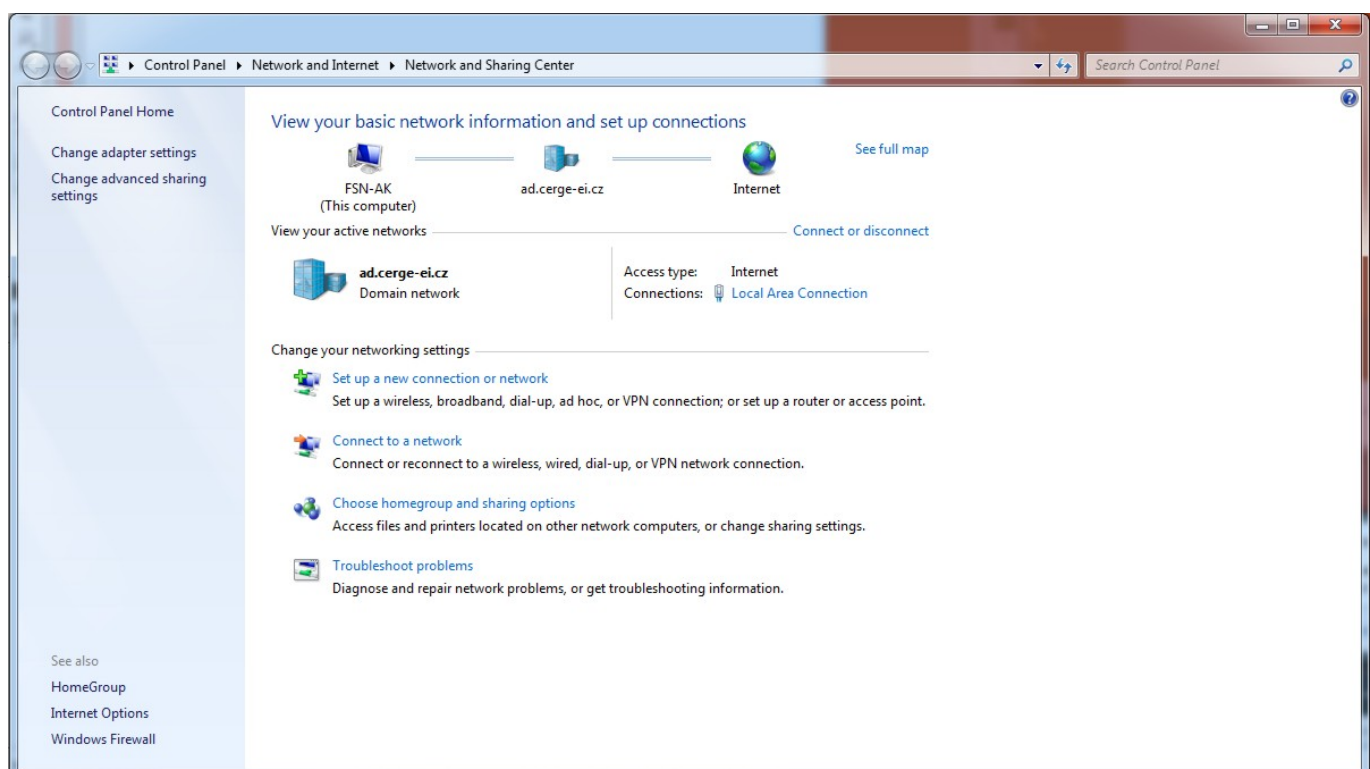 Control Panel ▸ Network and Internet ▸ Network and Sharing Center
Search Control Panel
Control Panel Home
Change adapter settings
Change advanced sharing
settings
View your basic network information and set up connections
See full map
FSN-AK
(This computer)
ad.cerge-ei.cz
Internet
View your active networks
Connect or disconnect
ad.cerge-ei.cz
Domain network
Access type: Internet
Connections: Local Area Connection
Change your networking settings
Set up a new connection or network
Set up a wireless, broadband, dial-up, ad hoc, or VPN connection; or set up a router or access point.
Connect to a network
Connect or reconnect to a wireless, wired, dial-up, or VPN network connection.
Choose homegroup and sharing options
Access files and printers located on other network computers, or change sharing settings.
Troubleshoot problems
Diagnose and repair network problems, or get troubleshooting information.
See also
HomeGroup
Internet Options
Windows Firewall